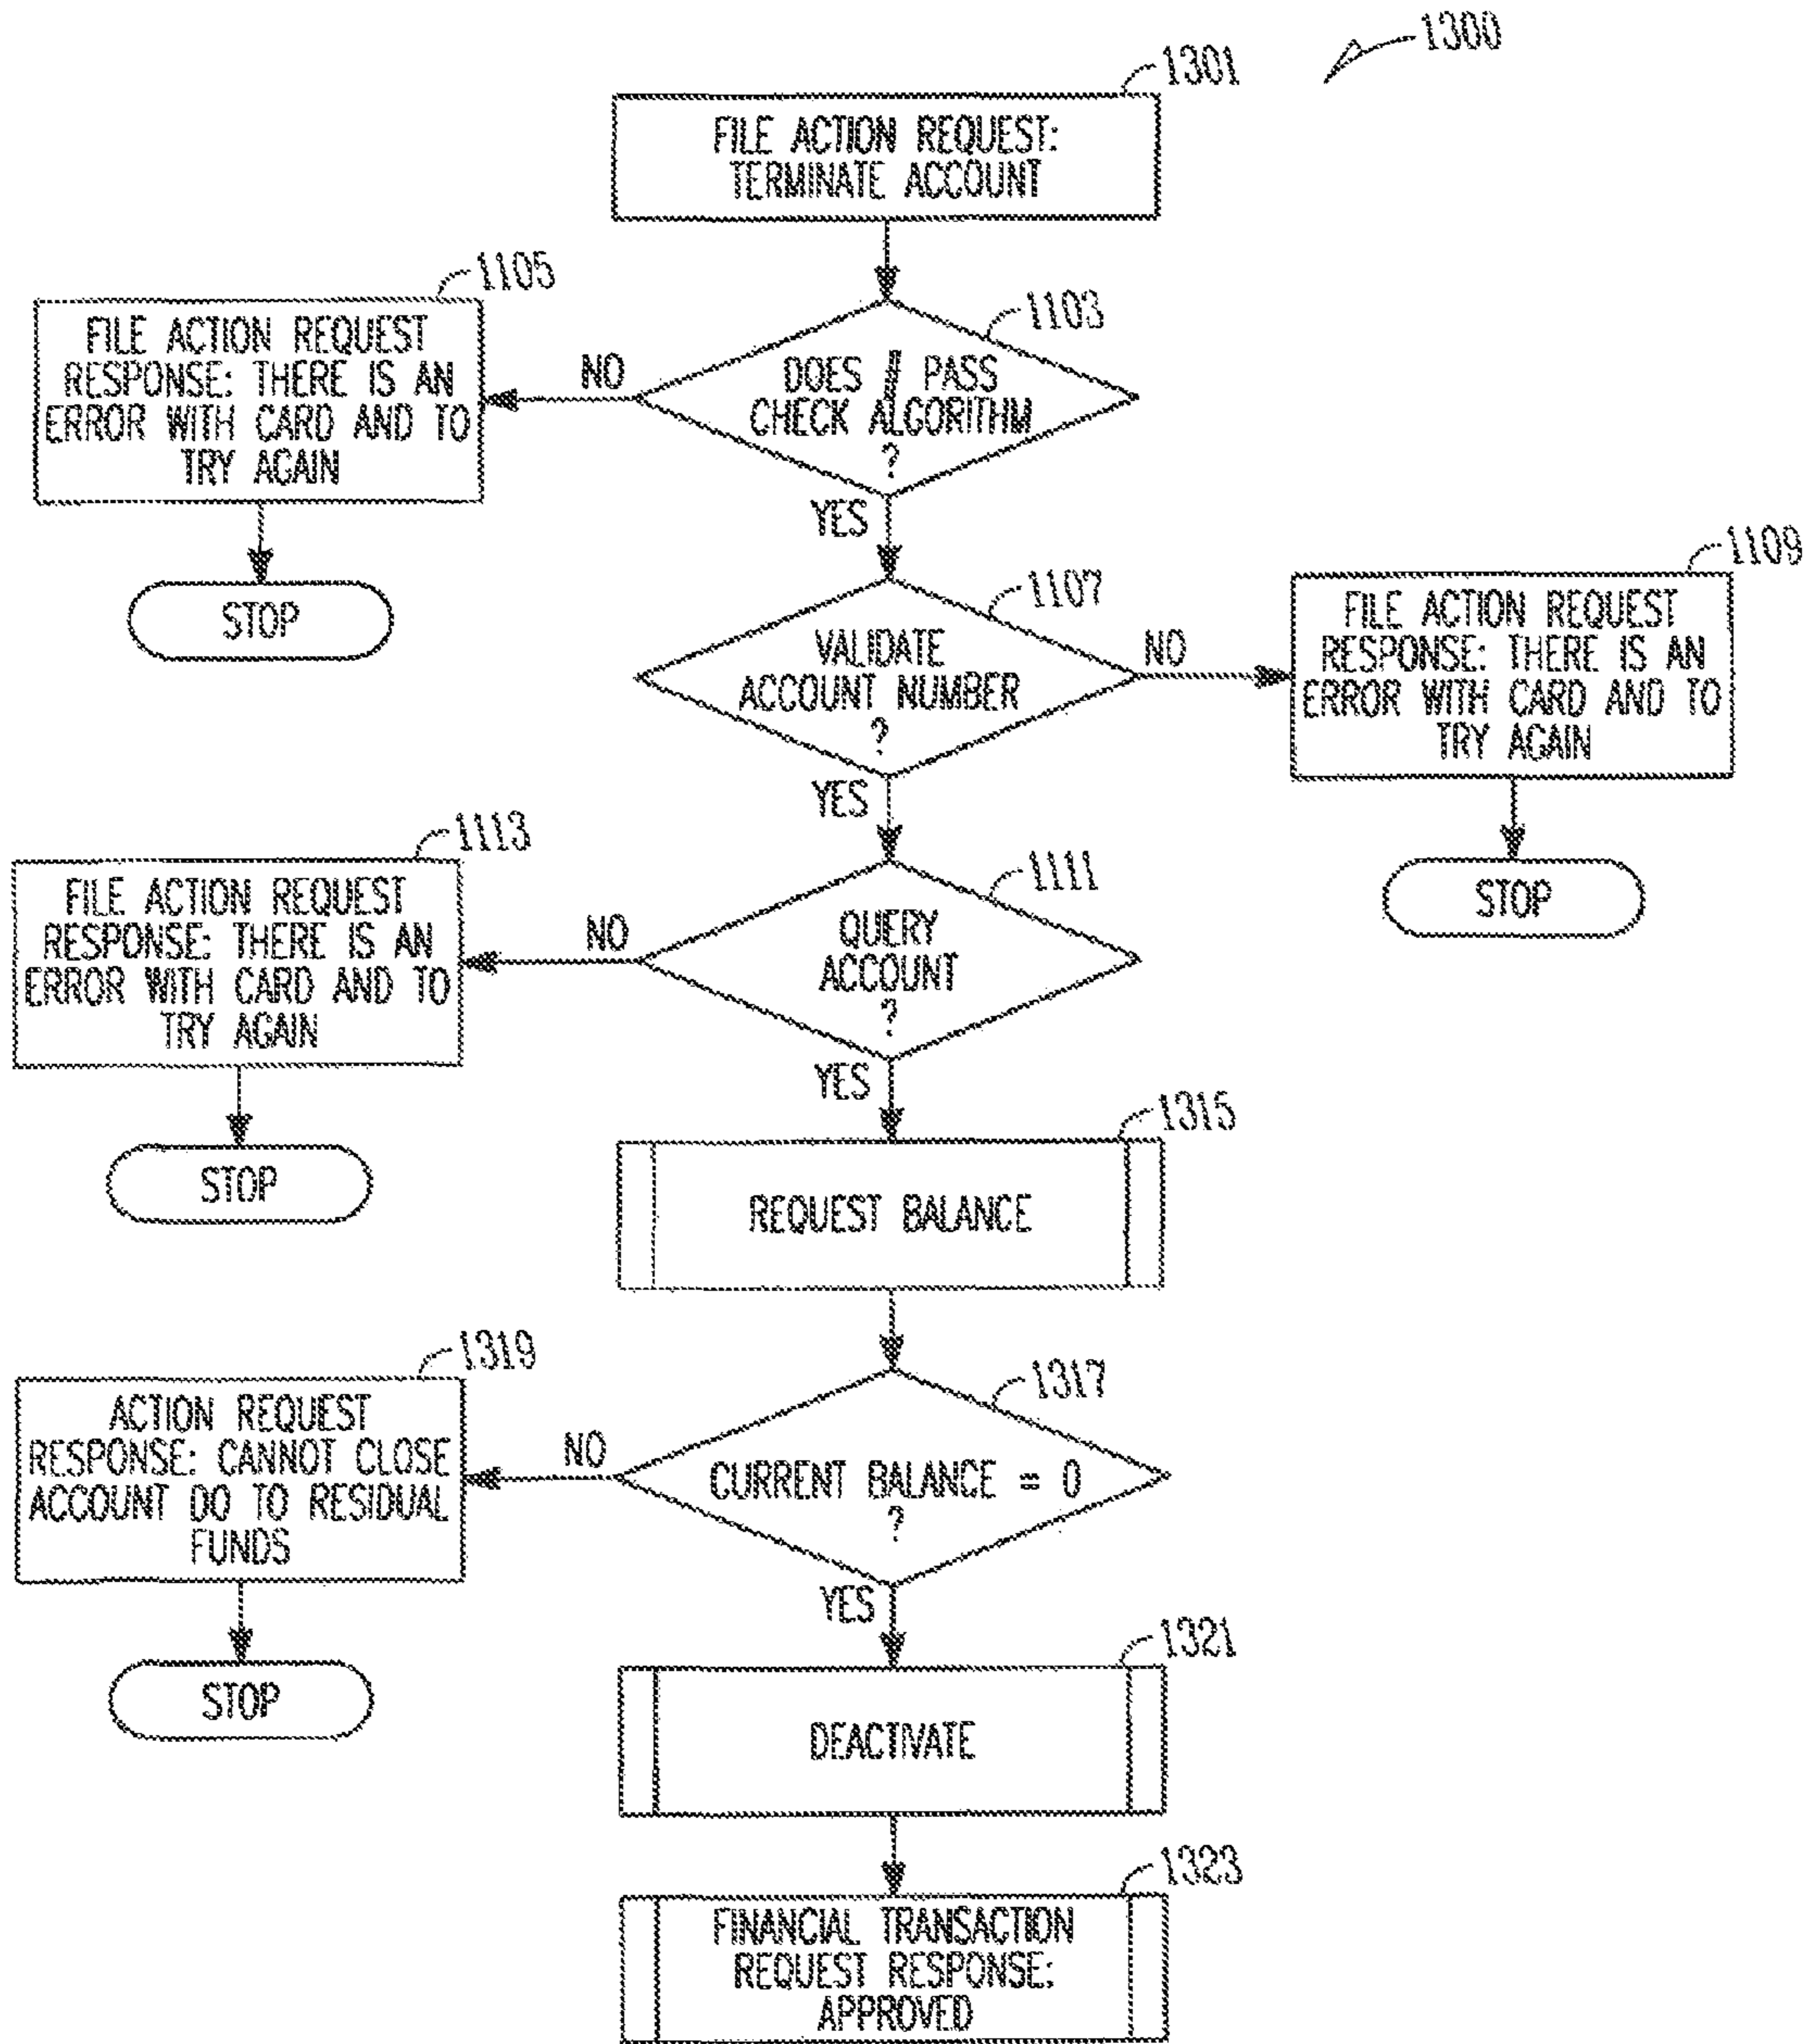 1300
1301
FILE ACTION REQUEST:
TERMINATE ACCOUNT
1105
FILE ACTION REQUEST
RESPONSE: THERE IS AN
ERROR WITH CARD AND TO
TRY AGAIN
STOP
1103
DOES # PASS
CHECK ALGORITHM
?
NO
YES
1107
VALIDATE
ACCOUNT NUMBER
?
NO
YES
1109
FILE ACTION REQUEST
RESPONSE: THERE IS AN
ERROR WITH CARD AND TO
TRY AGAIN
STOP
1113
FILE ACTION REQUEST
RESPONSE: THERE IS AN
ERROR WITH CARD AND TO
TRY AGAIN
STOP
1111
QUERY
ACCOUNT
?
NO
YES
1315
REQUEST BALANCE
1319
ACTION REQUEST
RESPONSE: CANNOT CLOSE
ACCOUNT DO TO RESIDUAL
FUNDS
STOP
1317
CURRENT BALANCE = 0
?
NO
YES
1321
DEACTIVATE
1323
FINANCIAL TRANSACTION
REQUEST RESPONSE:
APPROVED